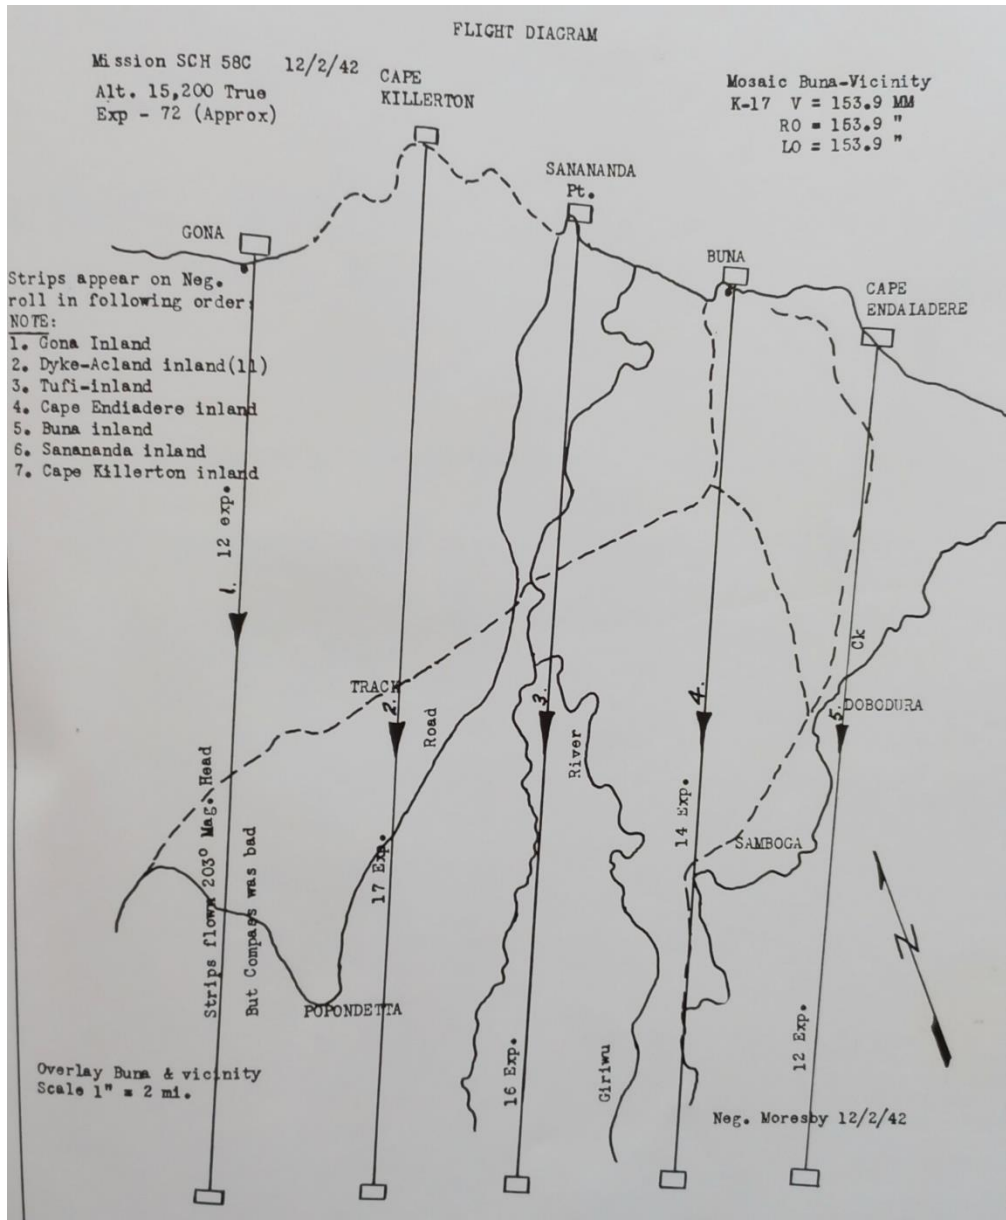 FLIGHT DIAGRAM
Mission SCH 58C 12/2/42
Alt. 15,200 True
Exp - 72 (Approx)
CAPE
KILLERTON
Mosaic Buna-Vicinity
K-17 V = 153.9 MM
RO = 153.9 "
LO = 153.9 "
SANANANDA
Pt.
GONA
BUNA
CAPE
ENDAIADERE
Strips appear on Neg.
roll in following order;
NOTE:
1. Gona Inland
2. Dyke-Acland inland(11)
3. Tufi-inland
4. Cape Endiadere inland
5. Buna inland
6. Sanananda inland
7. Cape Killerton inland
1. 12 exp.
TRACK
2.
Road
3.
River
4.
Ck
5.
DOBODURA
17 Exp.
14 Exp.
SAMBOGA
Strips flown 203° Mag. Head
But Compass was bad
POPONDETTA
N
16 Exp.
Giriwu
12 Exp.
Overlay Buna & vicinity
Scale 1" = 2 mi.
Neg. Moresby 12/2/42